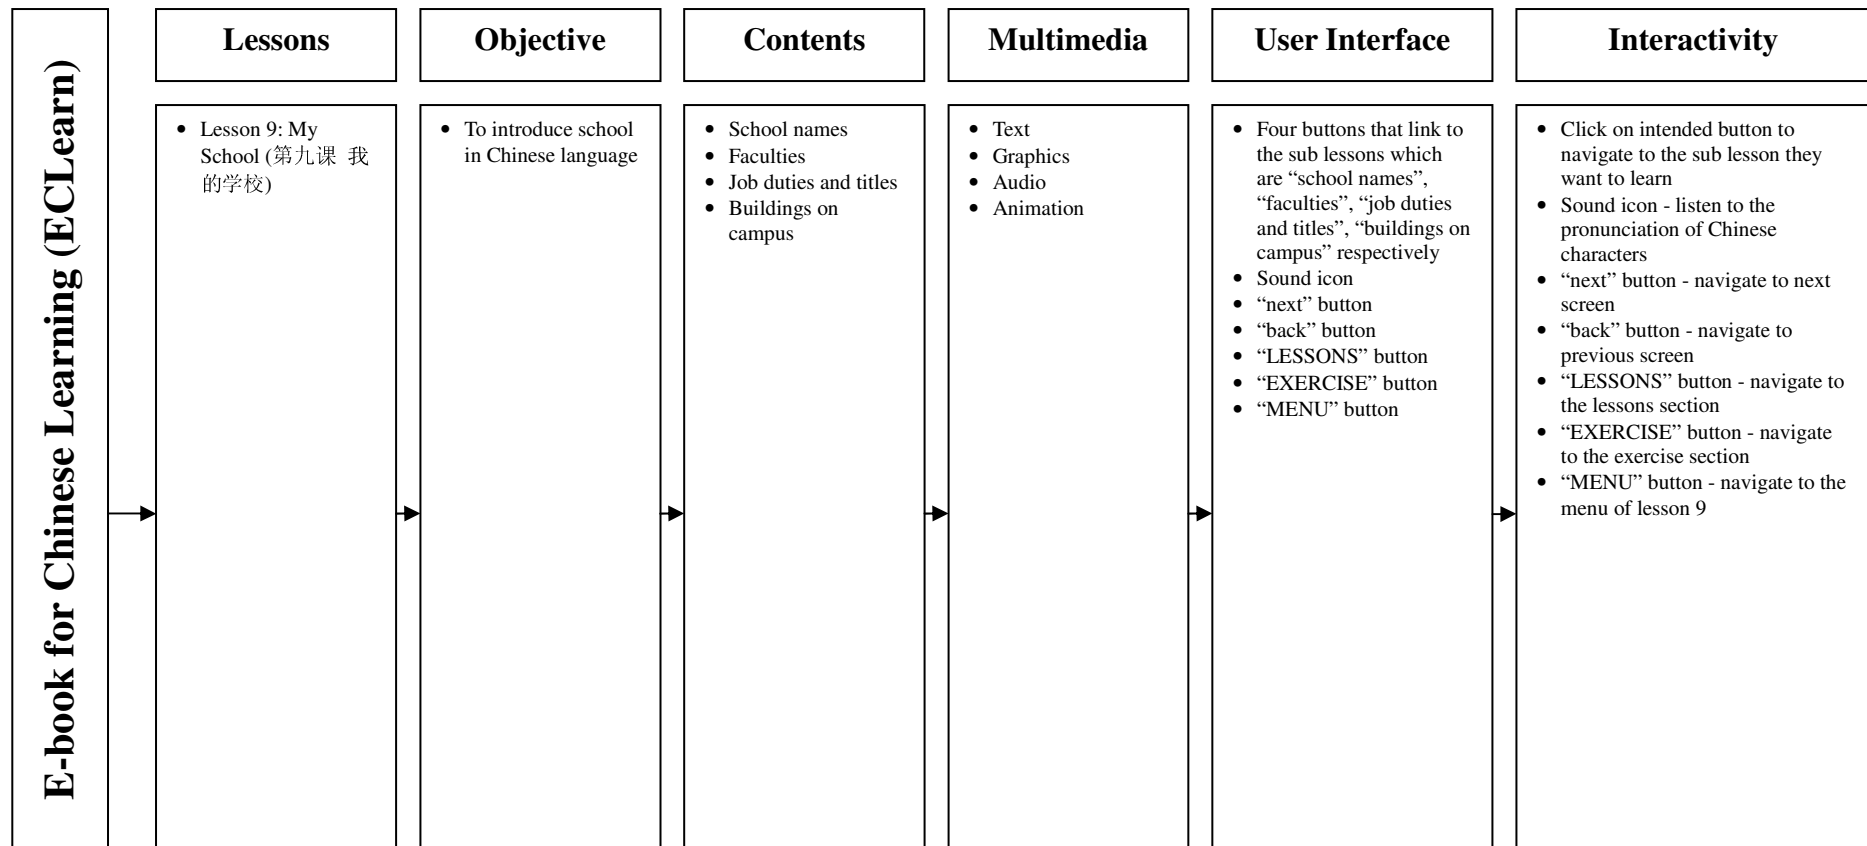 E-book for Chinese Learning (ECLearn)
Lessons
Objective
Contents
Multimedia
User Interface
Interactivity
• Lesson 9: My
School (第九课 我
的学校)
• To introduce school
in Chinese language
• School names
• Faculties
• Job duties and titles
• Buildings on
campus
• Text
• Graphics
• Audio
• Animation
• Four buttons that link to
the sub lessons which
are “school names”,
“faculties”, “job duties
and titles”, “buildings on
campus” respectively
• Sound icon
• “next” button
• “back” button
• “LESSONS” button
• “EXERCISE” button
• “MENU” button
• Click on intended button to
navigate to the sub lesson they
want to learn
• Sound icon - listen to the
pronunciation of Chinese
characters
• “next” button - navigate to next
screen
• “back” button - navigate to
previous screen
• “LESSONS” button - navigate to
the lessons section
• “EXERCISE” button - navigate
to the exercise section
• “MENU” button - navigate to the
menu of lesson 9